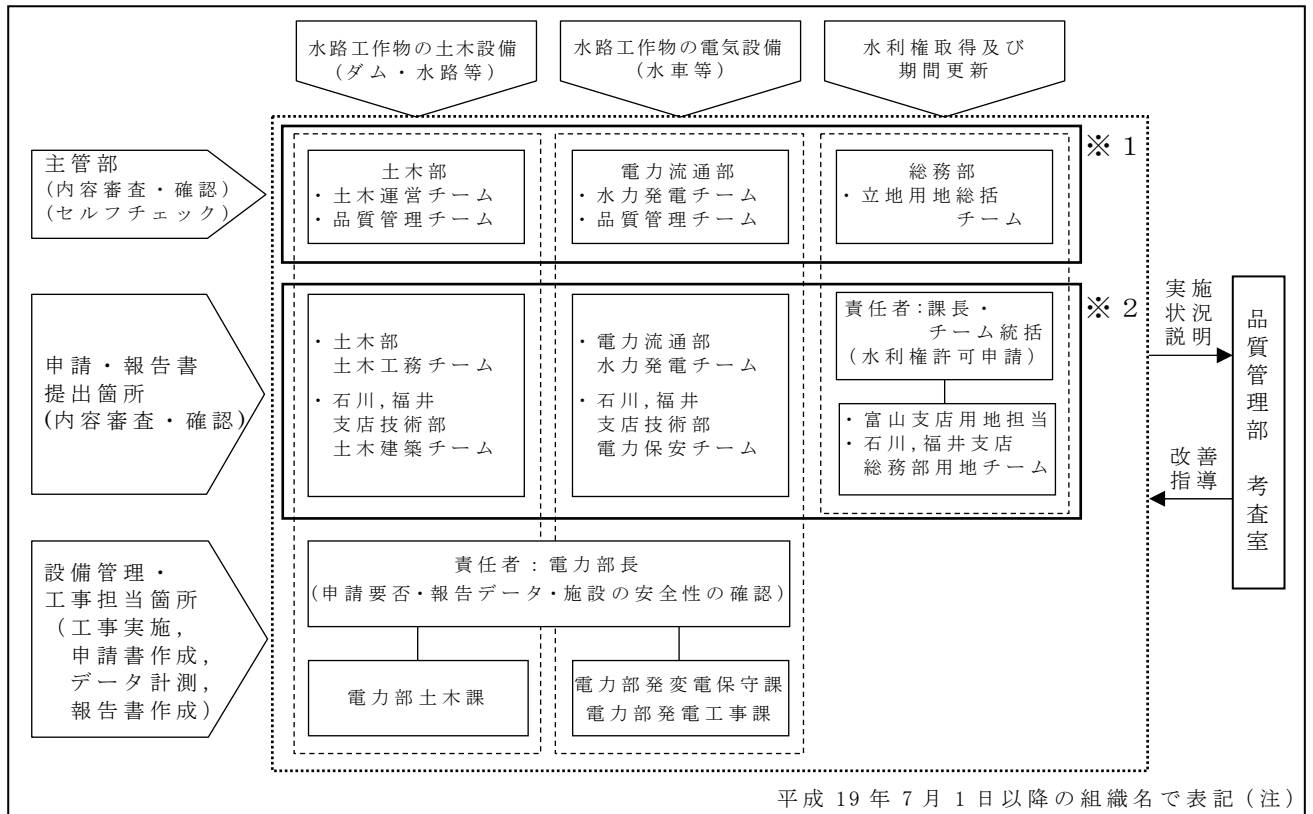 水路工作物の土木設備
(ダム・水路等)
水路工作物の電気設備
(水車等)
水利権取得及び
期間更新
主管部
(内容審査・確認)
(セルフチェック)
土木部
・土木運営チーム
・品質管理チーム
電力流通部
・水力発電チーム
・品質管理チーム
総務部
・立地用地総括
チーム
※1
申請・報告書
提出箇所
(内容審査・確認)
・土木部
土木工務チーム
・石川,福井
支店技術部
土木建築チーム
・電力流通部
水力発電チーム
・石川,福井
支店技術部
電力保安チーム
責任者:課長・
チーム統括
(水利権許可申請)
・富山支店用地担当
・石川,福井支店
総務部用地チーム
※2
実施
状況
説明
改善
指導
品質管理部 考査室
設備管理・
工事担当箇所
(工事実施,
申請書作成,
データ計測,
報告書作成)
責任者:電力部長
(申請要否・報告データ・施設の安全性の確認)
電力部土木課
電力部発変電保守課
電力部発電工事課
平成19年7月1日以降の組織名で表記(注)